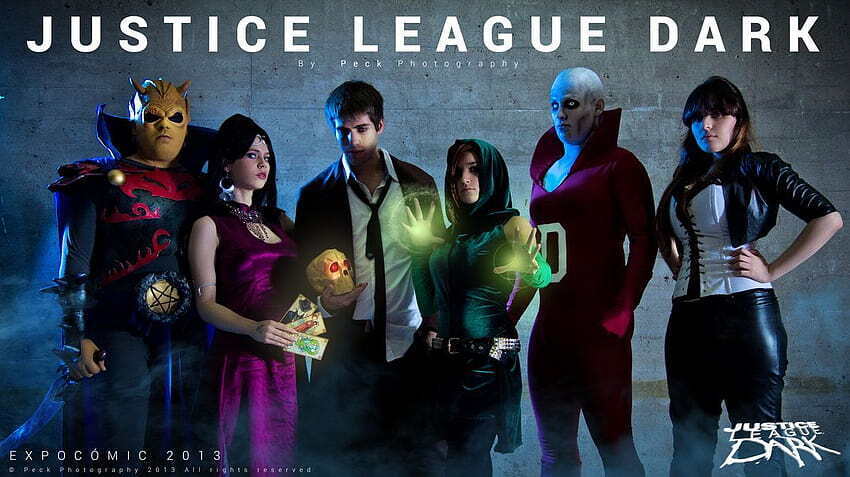 JUSTICE LEAGUE DARK
By Peck Photography
D
EXPOCÓMIC 2013
© Peck Photography 2013 All rights reserved
JUSTICE
LEAGUE
DARK